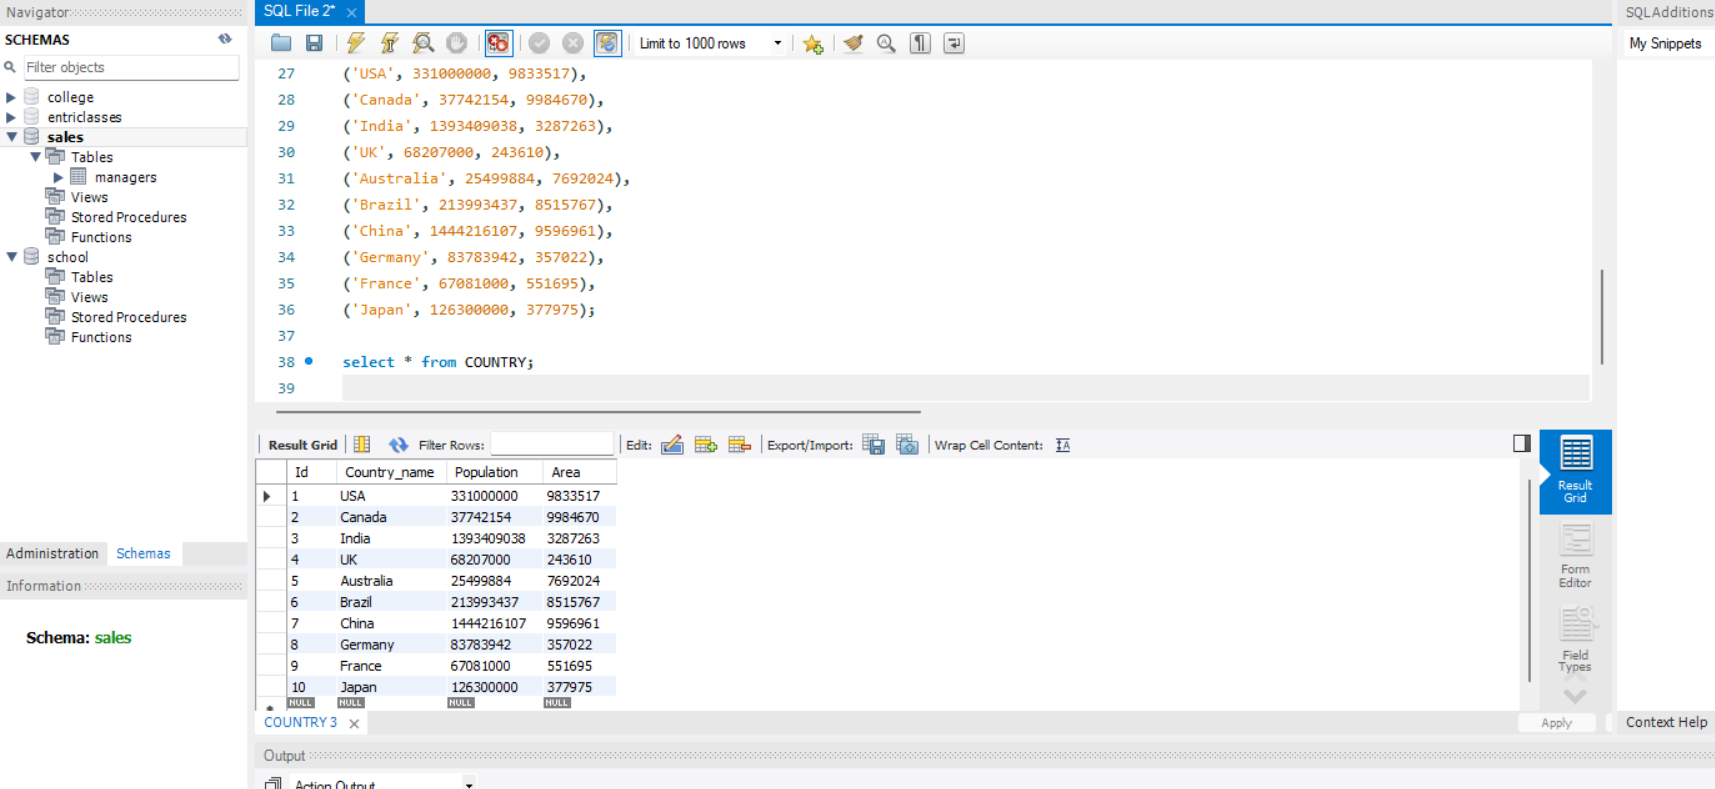 Navigator
SCHEMAS
Filter objects
college
entriclasses
sales
Tables
managers
Views
Stored Procedures
Functions
school
Tables
Views
Stored Procedures
Functions
Administration Schemas
Information
Schema: sales
SQL File 2*
Limit to 1000 rows
27 ('USA', 331000000, 9833517),
28 ('Canada', 37742154, 9984670),
29 ('India', 1393409038, 3287263),
30 ('UK', 68207000, 243610),
31 ('Australia', 25499884, 7692024),
32 ('Brazil', 213993437, 8515767),
33 ('China', 1444216107, 9596961),
34 ('Germany', 83783942, 357022),
35 ('France', 67081000, 551695),
36 ('Japan', 126300000, 377975);
37
38 select * from COUNTRY;
39
Result Grid Filter Rows: Edit: Export/Import: Wrap Cell Content: IA
Id Country_name Population Area
1 USA 331000000 9833517
2 Canada 37742154 9984670
3 India 1393409038 3287263
4 UK 68207000 243610
5 Australia 25499884 7692024
6 Brazil 213993437 8515767
7 China 1444216107 9596961
8 Germany 83783942 357022
9 France 67081000 551695
10 Japan 126300000 377975
NULL NULL NULL NULL
Result
Grid
Form
Editor
Field
Types
COUNTRY 3
Apply
Output
Action Output
SQLAdditions
My Snippets
Context Help